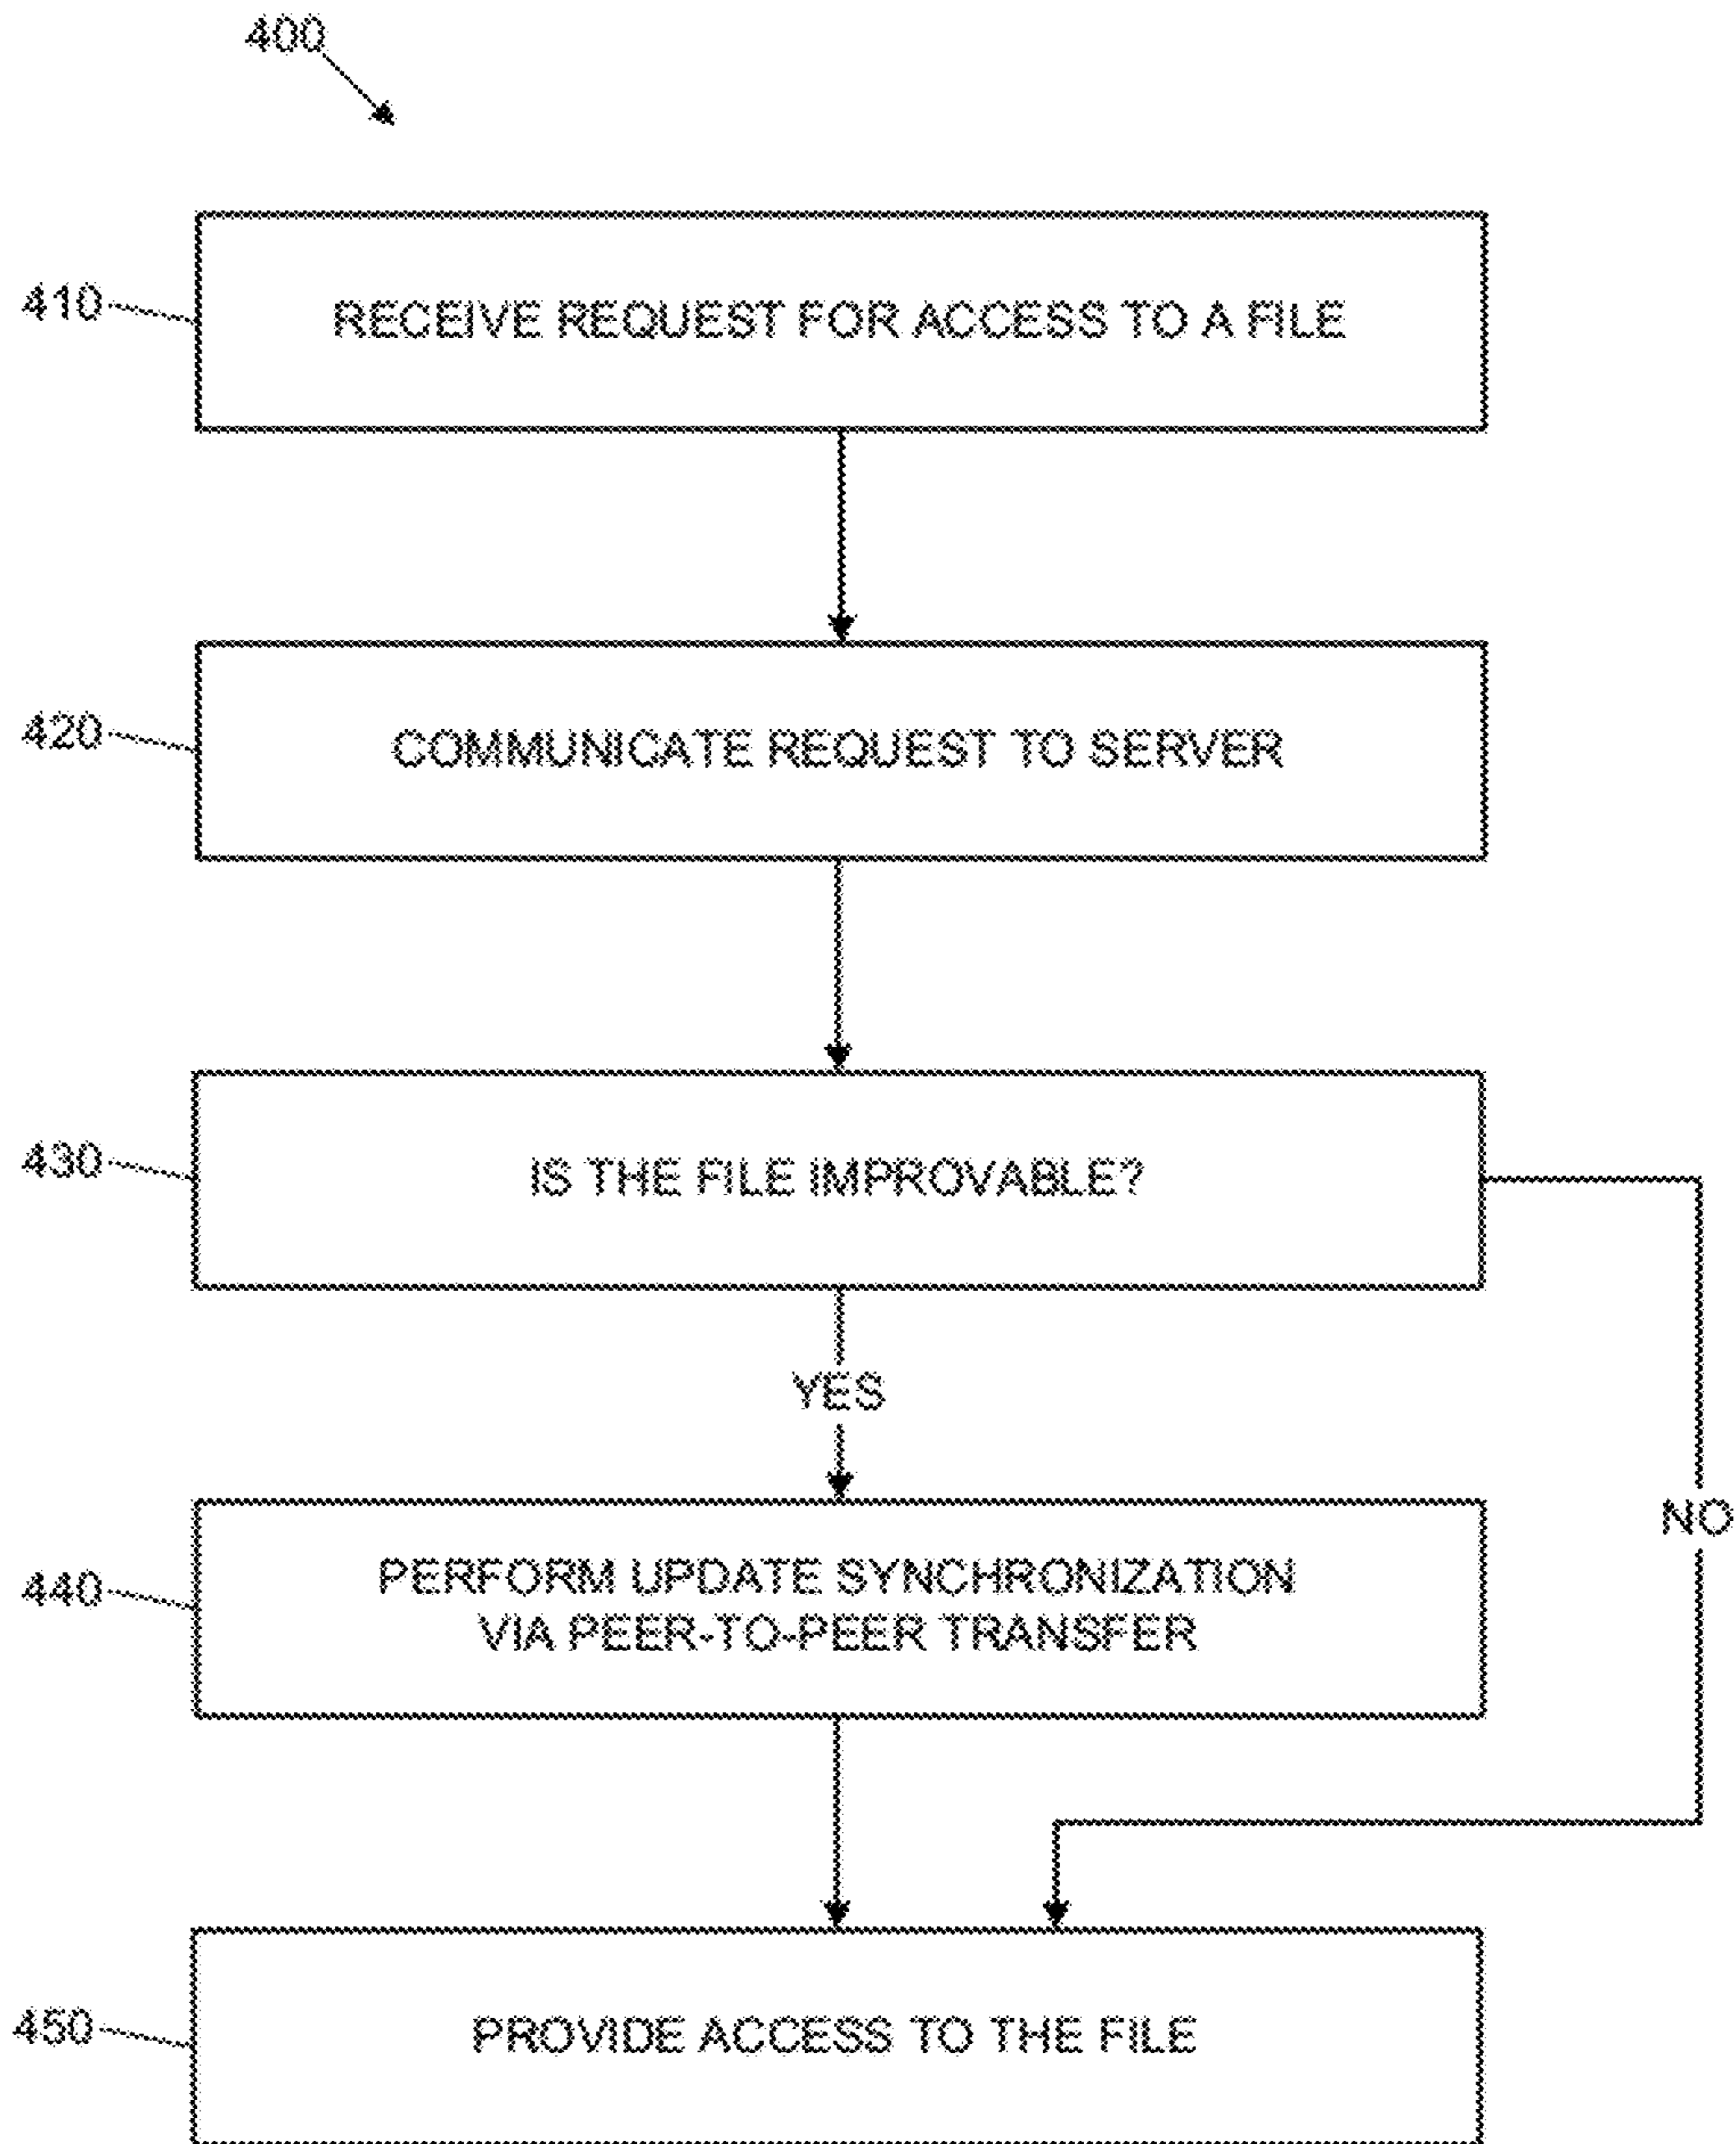 400
410
RECEIVE REQUEST FOR ACCESS TO A FILE
420
COMMUNICATE REQUEST TO SERVER
430
IS THE FILE IMPROVABLE?
YES
440
PERFORM UPDATE SYNCHRONIZATION
VIA PEER-TO-PEER TRANSFER
NO
450
PROVIDE ACCESS TO THE FILE